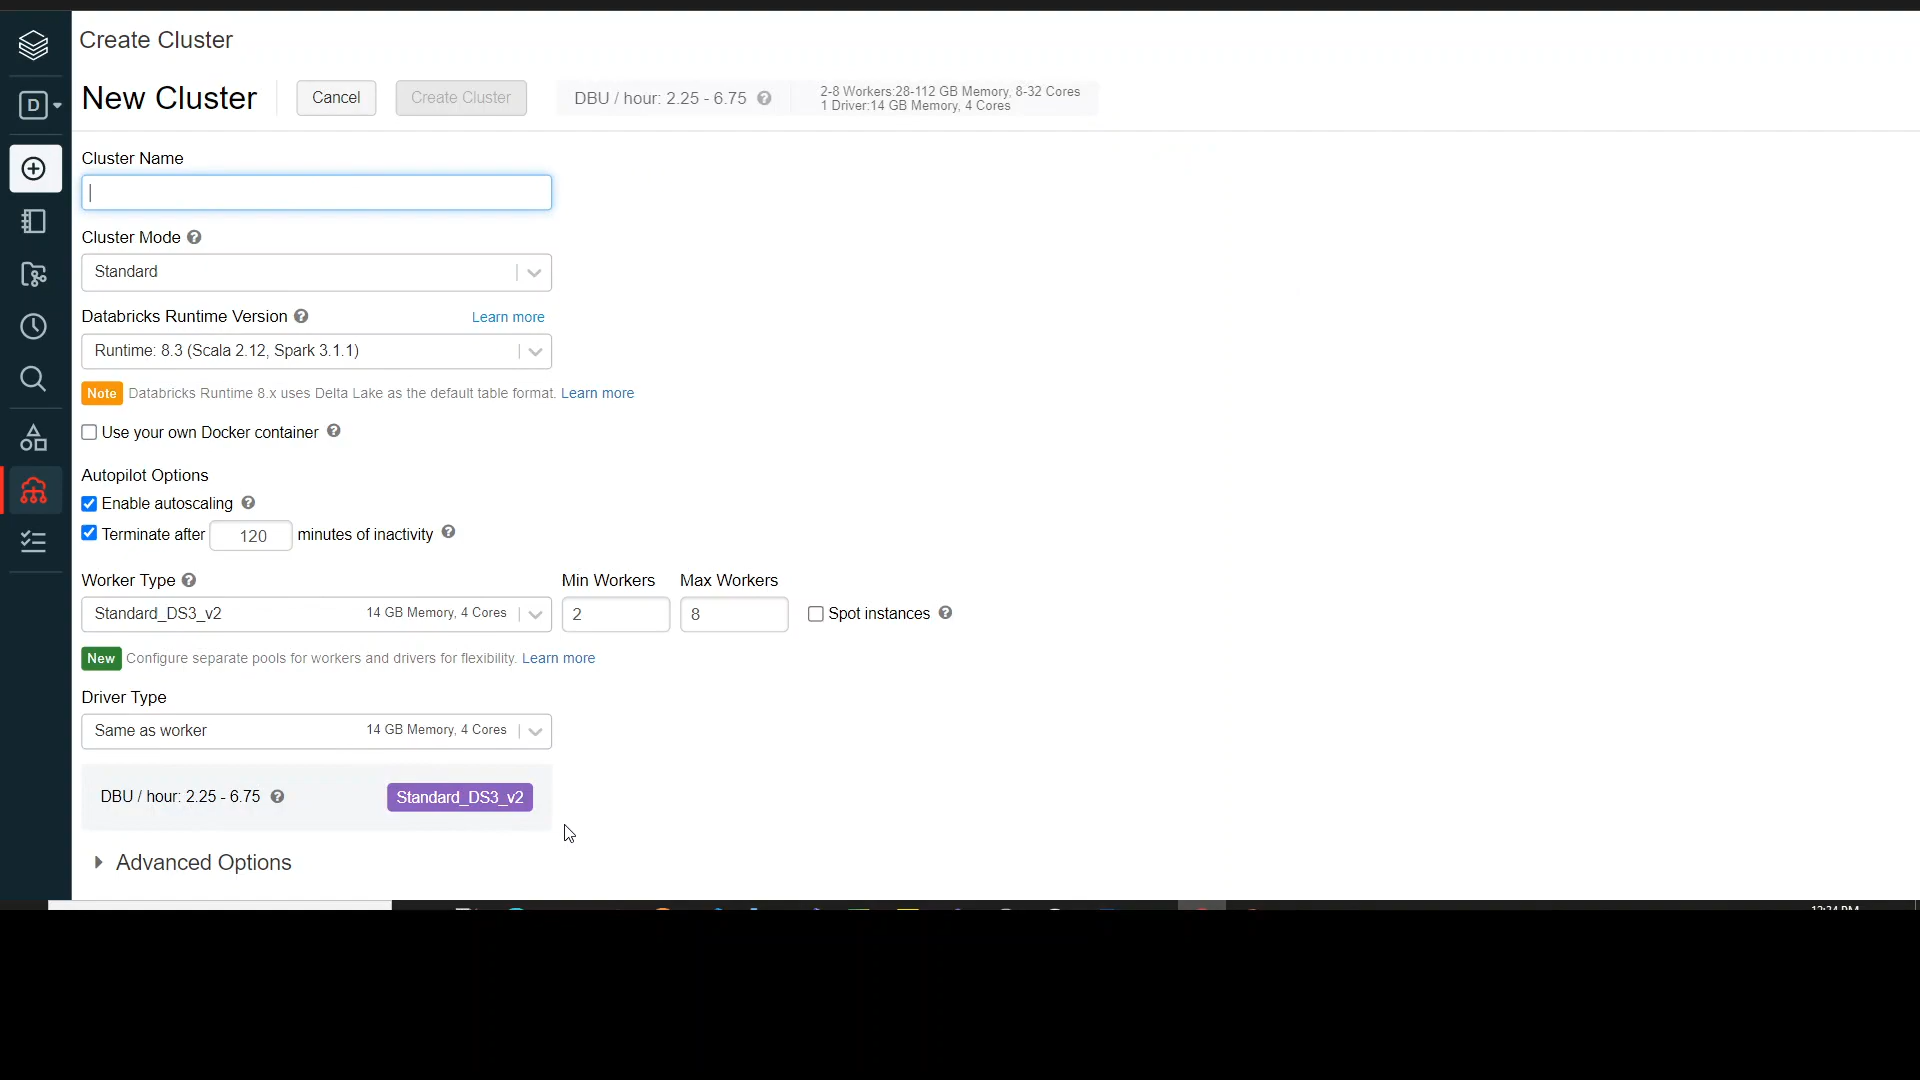 Create Cluster
D
New Cluster
Cancel
Create Cluster
DBU / hour: 2.25 - 6.75
2-8 Workers:28-112 GB Memory, 8-32 Cores
1 Driver:14 GB Memory, 4 Cores
Cluster Name
Cluster Mode
Standard
Databricks Runtime Version
Learn more
Runtime: 8.3 (Scala 2.12, Spark 3.1.1)
Note Databricks Runtime 8.x uses Delta Lake as the default table format. Learn more
Use your own Docker container
Autopilot Options
Enable autoscaling
Terminate after 120 minutes of inactivity
Worker Type
Min Workers
Max Workers
Standard_DS3_v2 14 GB Memory, 4 Cores
2
8
Spot instances
New Configure separate pools for workers and drivers for flexibility. Learn more
Driver Type
Same as worker 14 GB Memory, 4 Cores
DBU / hour: 2.25 - 6.75
Standard_DS3_v2
Advanced Options